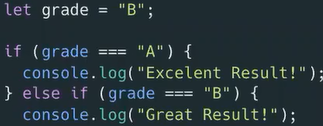 let grade = "B";
if (grade === "A") {
console.log("Excelent Result!");
} else if (grade === "B") {
console.log("Great Result!");